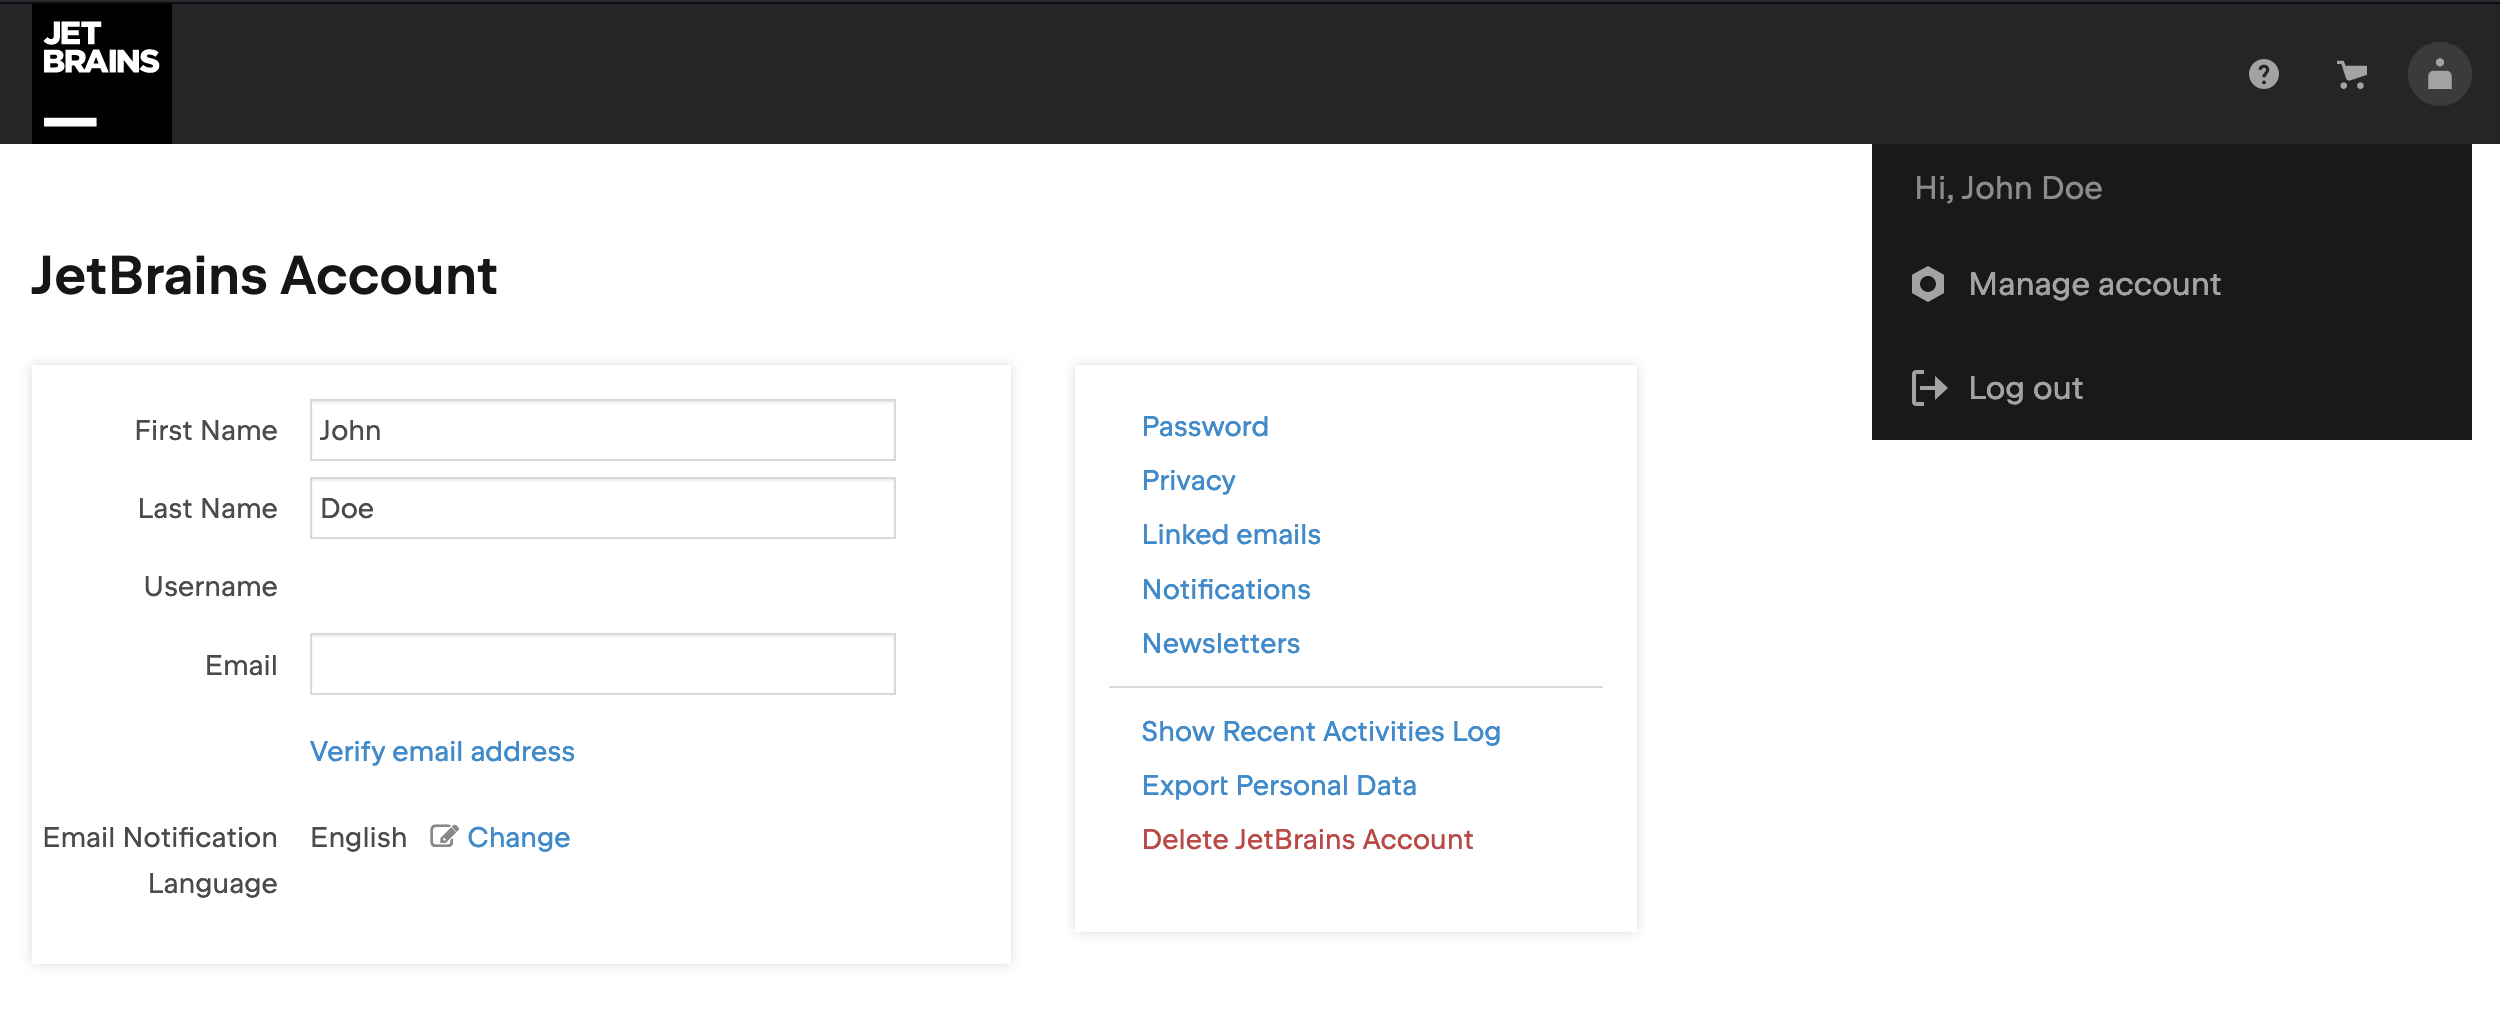 JET
BRAINS
Hi, John Doe
Manage account
Log out
JetBrains Account
First Name
John
Last Name
Doe
Username
Email
Verify email address
Email Notification
Language
English
Change
Password
Privacy
Linked emails
Notifications
Newsletters
Show Recent Activities Log
Export Personal Data
Delete JetBrains Account